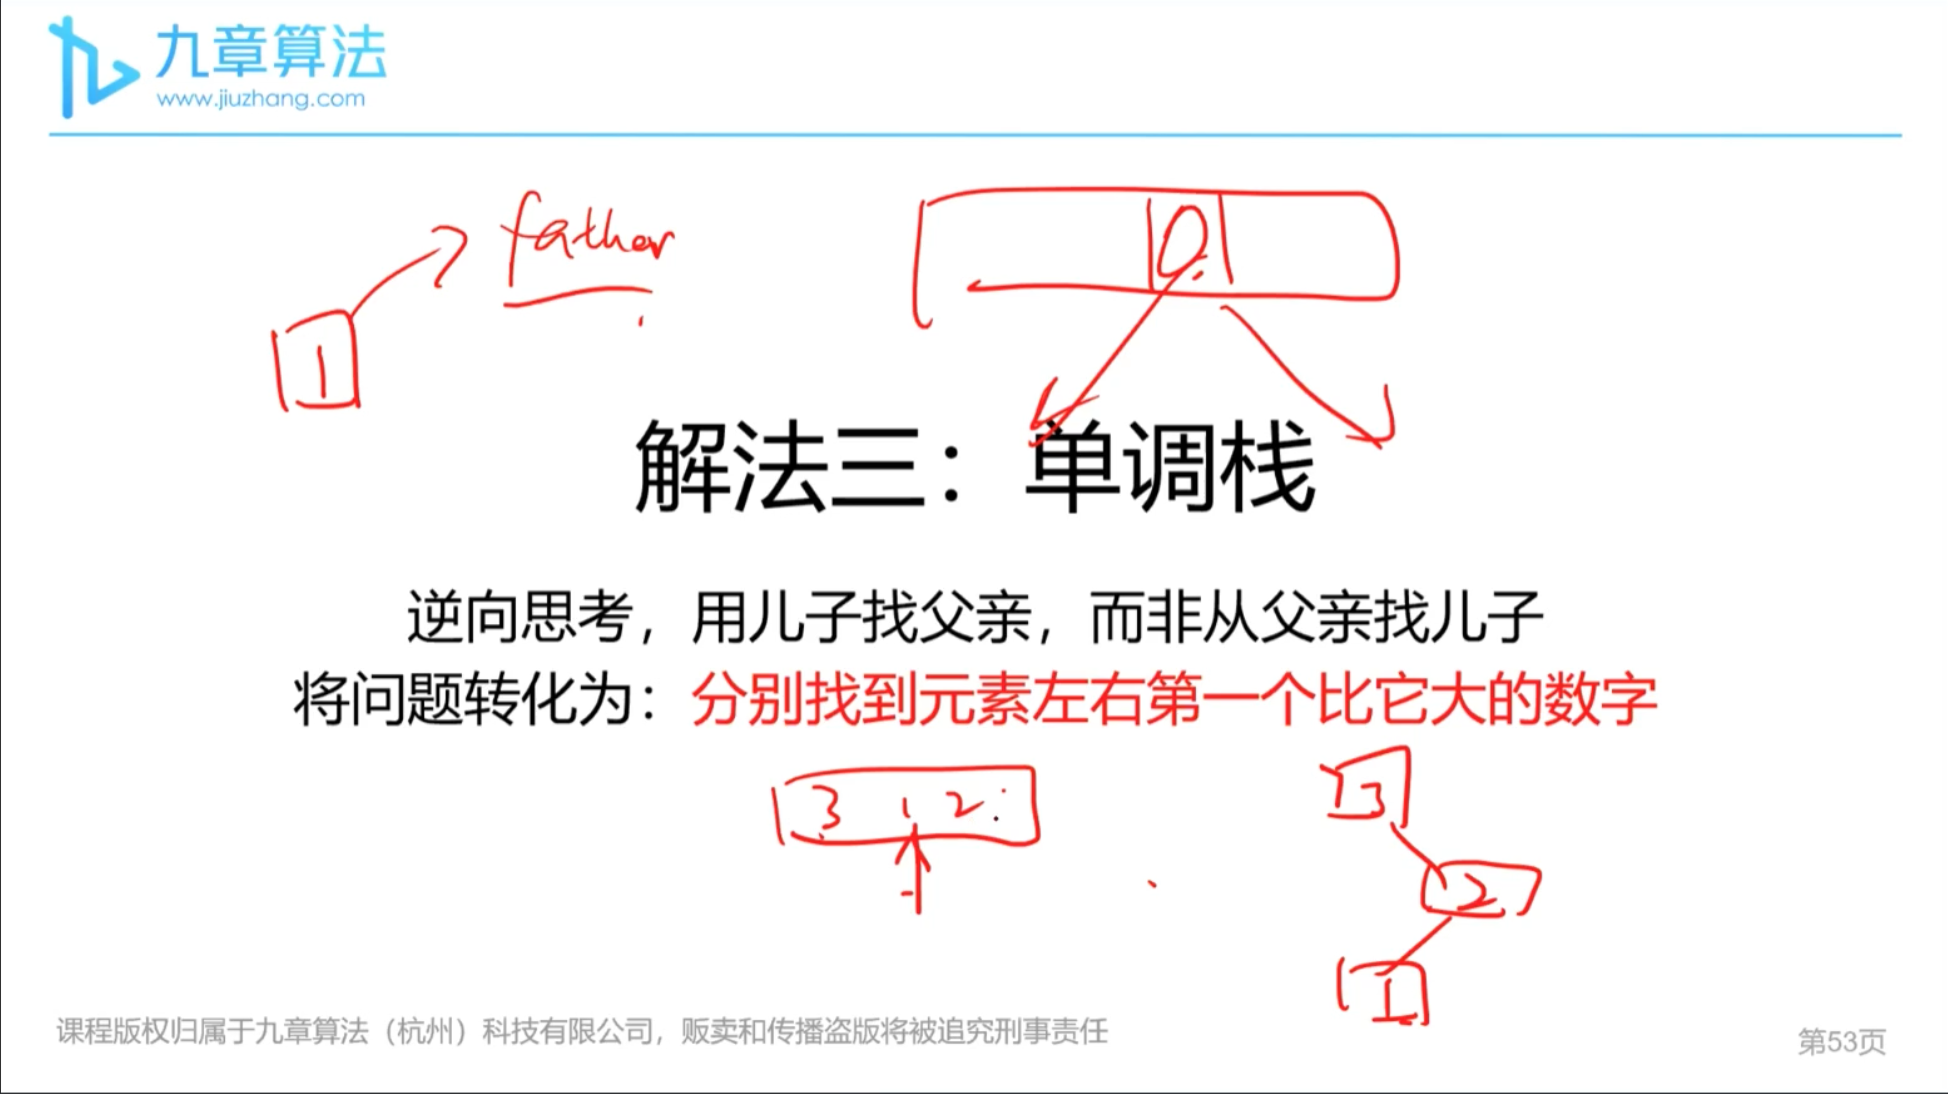 九章算法
www.jiuzhang.com
father
1
0
解法三：单调栈
逆向思考，用儿子找父亲，而非从父亲找儿子
将问题转化为：分别找到元素左右第一个比它大的数字
3 1 2
3
2
1
课程版权归属于九章算法（杭州）科技有限公司，贩卖和传播盗版将被追究刑事责任
第53页